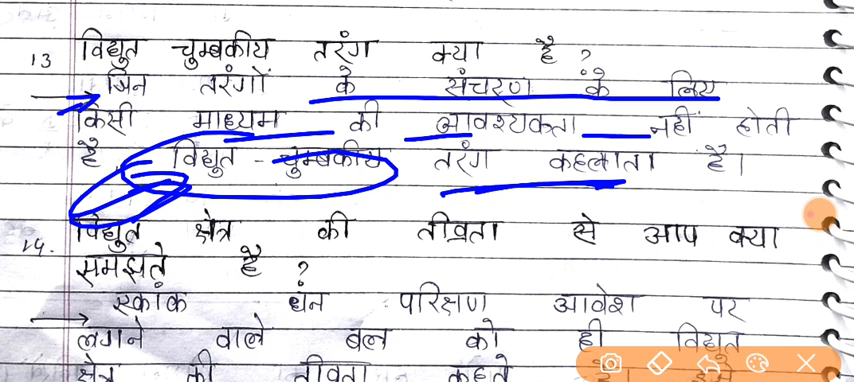 13 विद्युत चुम्बकीय तरंग क्या है ?
जिन तरंगों के संचरण के लिए
किसी माध्यम की आवश्यकता नहीं होती
है विद्युत - चुम्बकीय तरंग कहलाता है।
14. विद्युत क्षेत्र की तीव्रता से आप क्या
समझते है ?
एकांक धन परिक्षण आवेश पर
लगाने वाले बल को ही विद्युत
क्षेत्र की तीव्रता कहते है।